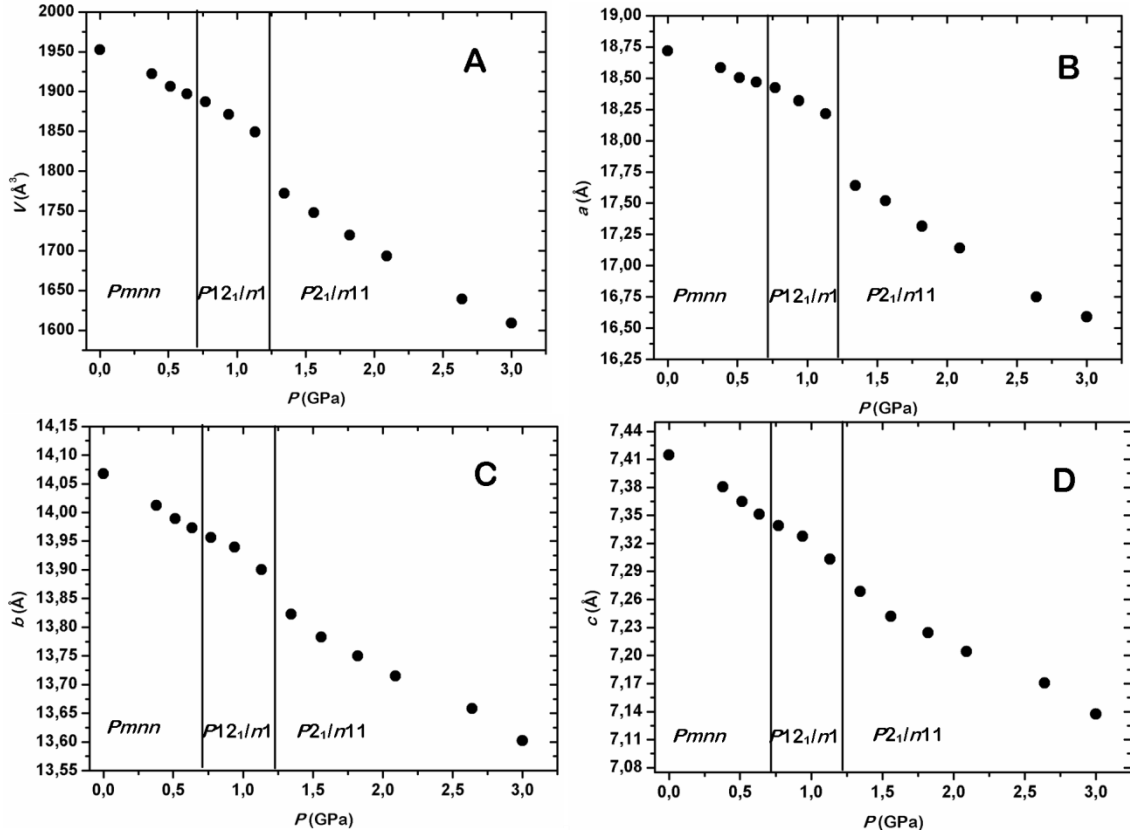 A
2000
1950
1900
1850
1800
1750
1700
1650
1600
V (Å³)
Pmnn
P12₁/n1
P2₁/n11
0,0 0,5 1,0 1,5 2,0 2,5 3,0
P (GPa)
B
19,00
18,75
18,50
18,25
18,00
17,75
17,50
17,25
17,00
16,75
16,50
16,25
a (Å)
Pmnn
P12₁/n1
P2₁/n11
0,0 0,5 1,0 1,5 2,0 2,5 3,0
P (GPa)
C
14,15
14,10
14,05
14,00
13,95
13,90
13,85
13,80
13,75
13,70
13,65
13,60
13,55
b (Å)
Pmnn
P12₁/n1
P2₁/n11
0,0 0,5 1,0 1,5 2,0 2,5 3,0
P (GPa)
D
7,44
7,41
7,38
7,35
7,32
7,29
7,26
7,23
7,20
7,17
7,14
7,11
7,08
c (Å)
Pmnn
P12₁/n1
P2₁/n11
0,0 0,5 1,0 1,5 2,0 2,5 3,0
P (GPa)